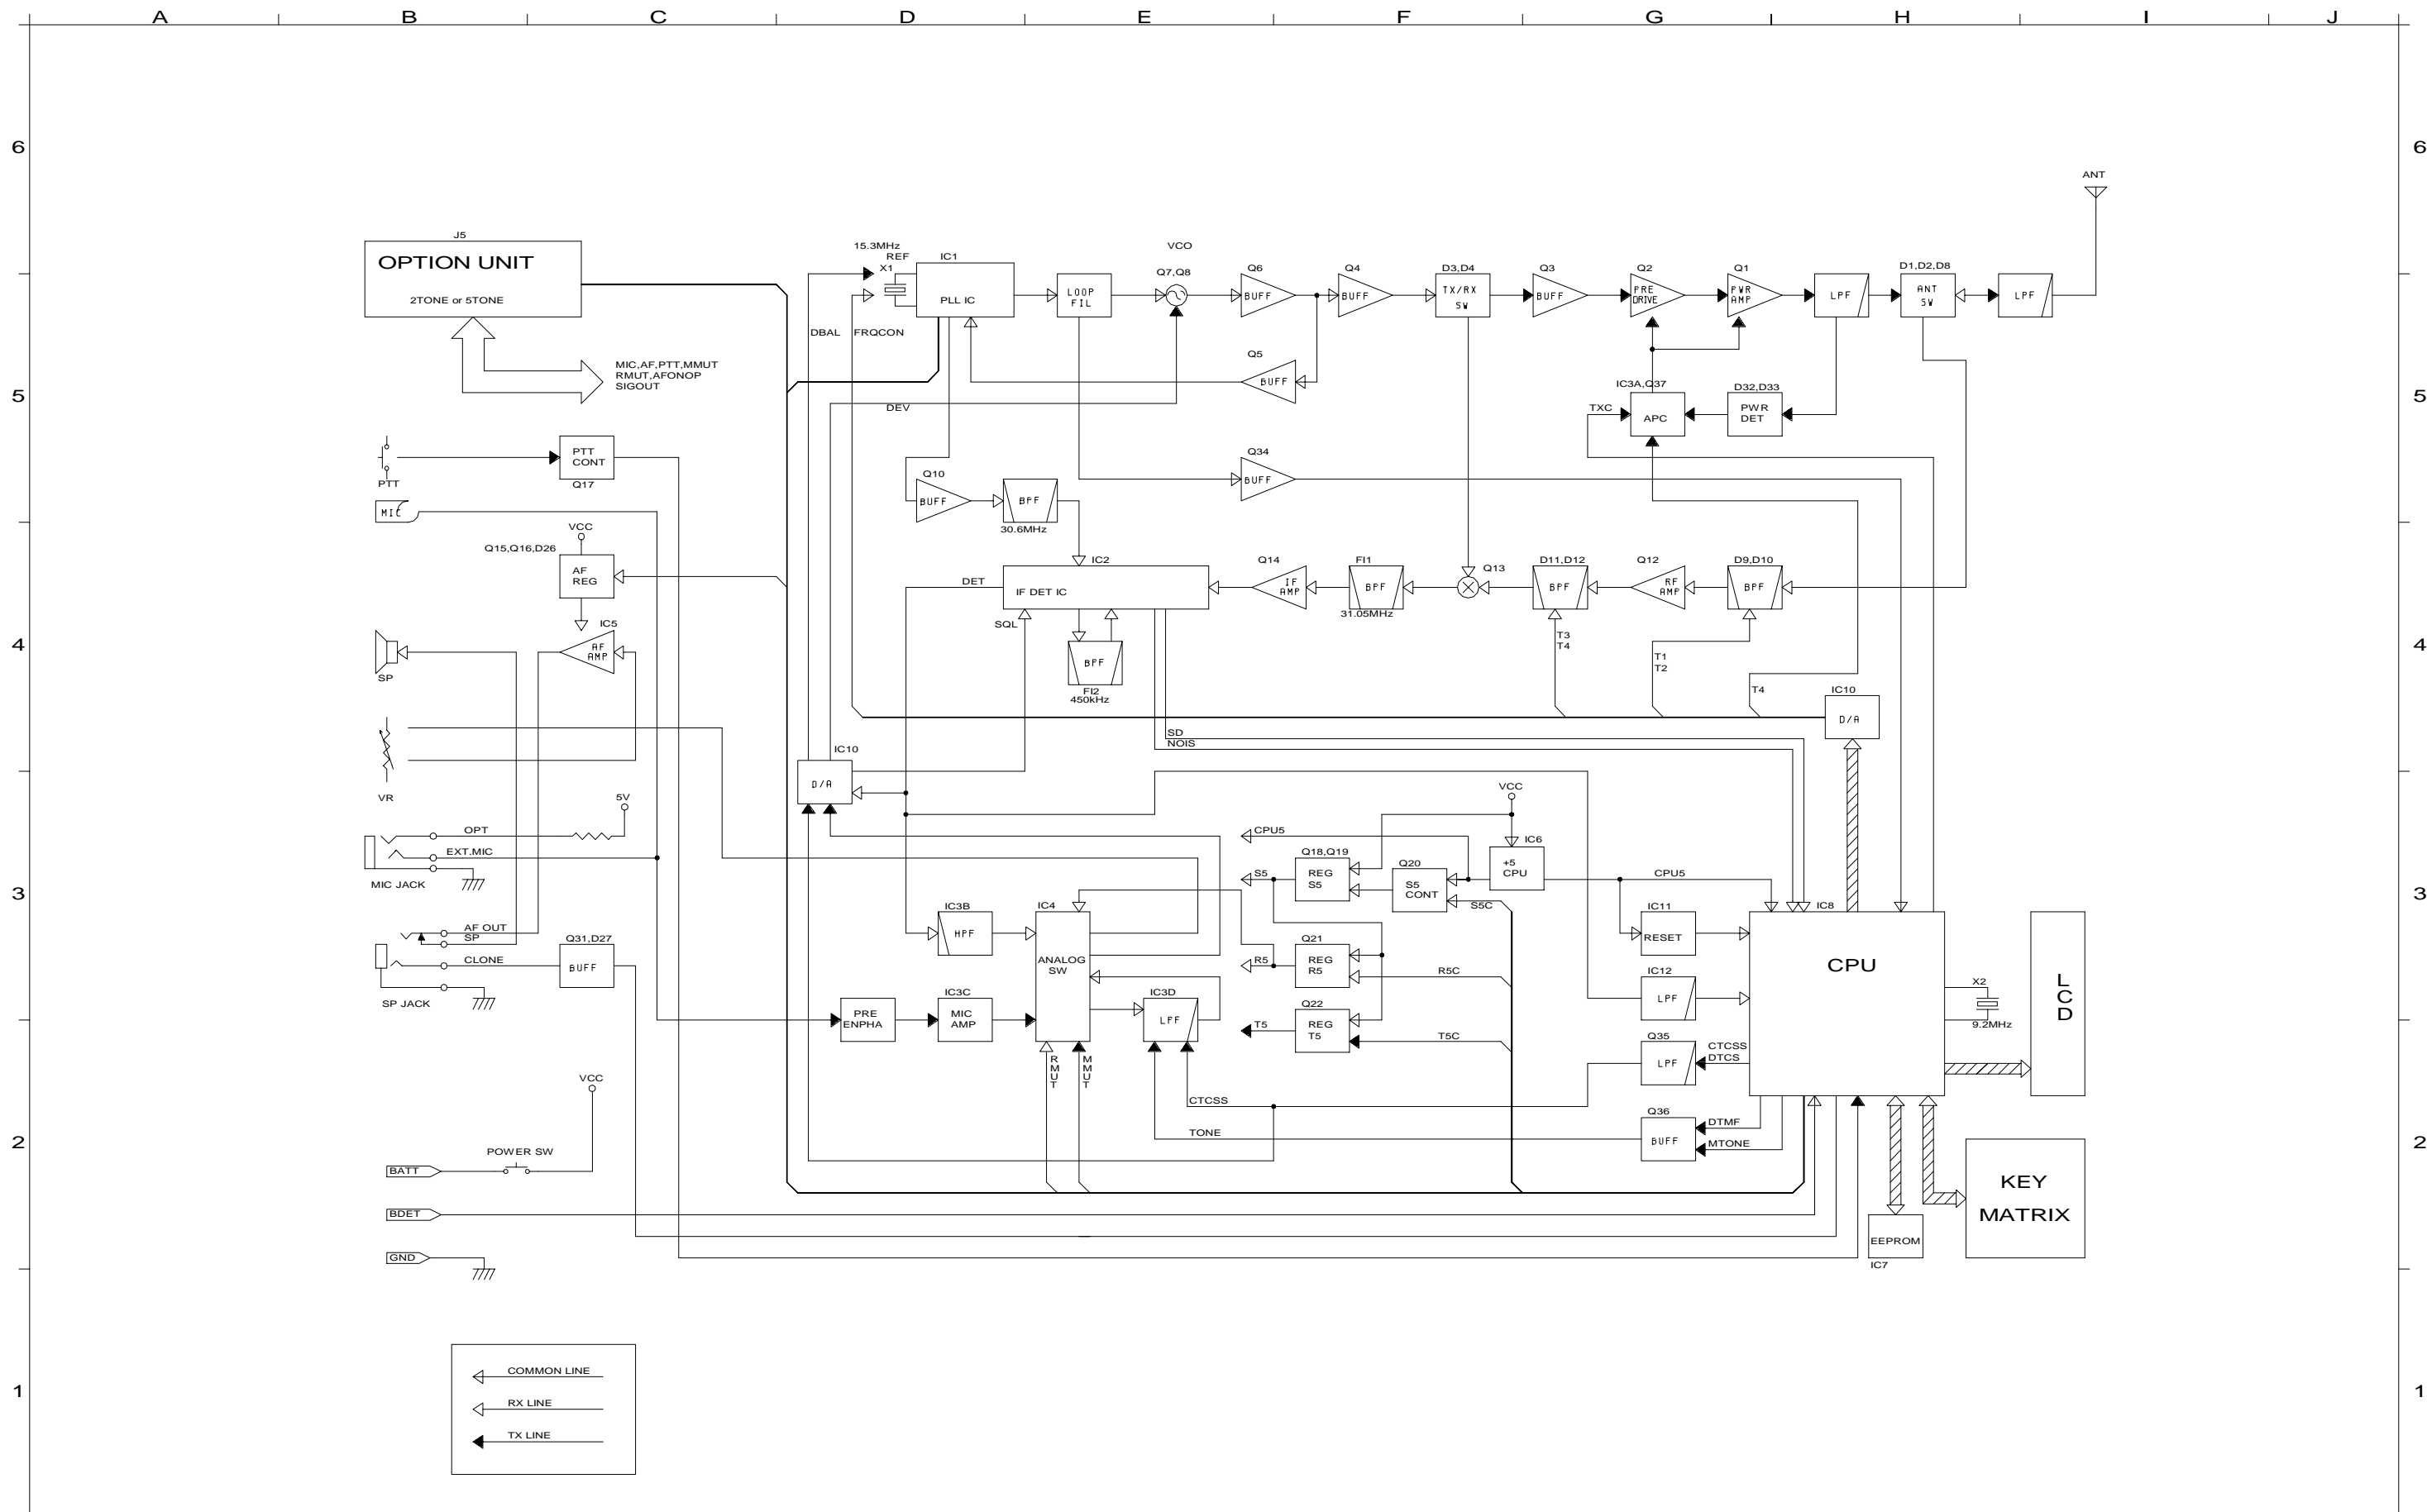 A B C D E F G H I J
6 6
ANT
J5
OPTION UNIT
2TONE or 5TONE
15.3MHz
REF
X1
IC1
PLL IC
LOOP
FIL
VCO
Q7,Q8
Q6
BUFF
Q4
BUFF
D3,D4
TX/RX
SW
Q3
BUFF
Q2
PRE
DRIVE
Q1
PWR
AMP
LPF
D1,D2,D8
ANT
SW
LPF
DBAL
FRQCON
MIC,AF,PTT,MMUT
RMUT,AFONOP
SIGOUT
Q5
BUFF
DEV
5 5
TXC
IC3A,Q37
APC
D32,D33
PWR
DET
PTT
PTT
CONT
Q17
Q10
BUFF
BPF
30.6MHz
Q34
BUFF
MIC
VCC
Q15,Q16,D26
AF
REG
DET
IC2
IF DET IC
SQL
Q14
IF
AMP
FI1
BPF
31.05MHz
Q13
D11,D12
BPF
Q12
RF
AMP
D9,D10
BPF
4 4
SP
IC5
AF
AMP
BPF
FI2
450kHz
T3
T4
T1
T2
T4
IC10
D/A
VR
SD
NOIS
IC10
D/A
5V
VCC
OPT
EXT.MIC
MIC JACK
CPU5
IC6
+5
CPU
S5
Q18,Q19
REG
S5
Q20
S5
CONT
S5C
CPU5
3 3
IC3B
HPF
IC4
ANALOG
SW
IC11
RESET
IC8
CPU
AF OUT
SP
CLONE
SP JACK
Q31,D27
BUFF
R5
Q21
REG
R5
R5C
IC12
LPF
X2
9.2MHz
LCD
PRE
ENPHA
IC3C
MIC
AMP
IC3D
LPF
T5
Q22
REG
T5
T5C
Q35
LPF
CTCSS
DTCS
RMUT
MMUT
VCC
CTCSS
TONE
Q36
BUFF
DTMF
MTONE
2 2
POWER SW
BATT
BDET
GND
KEY
MATRIX
EEPROM
IC7
COMMON LINE
RX LINE
TX LINE
1 1